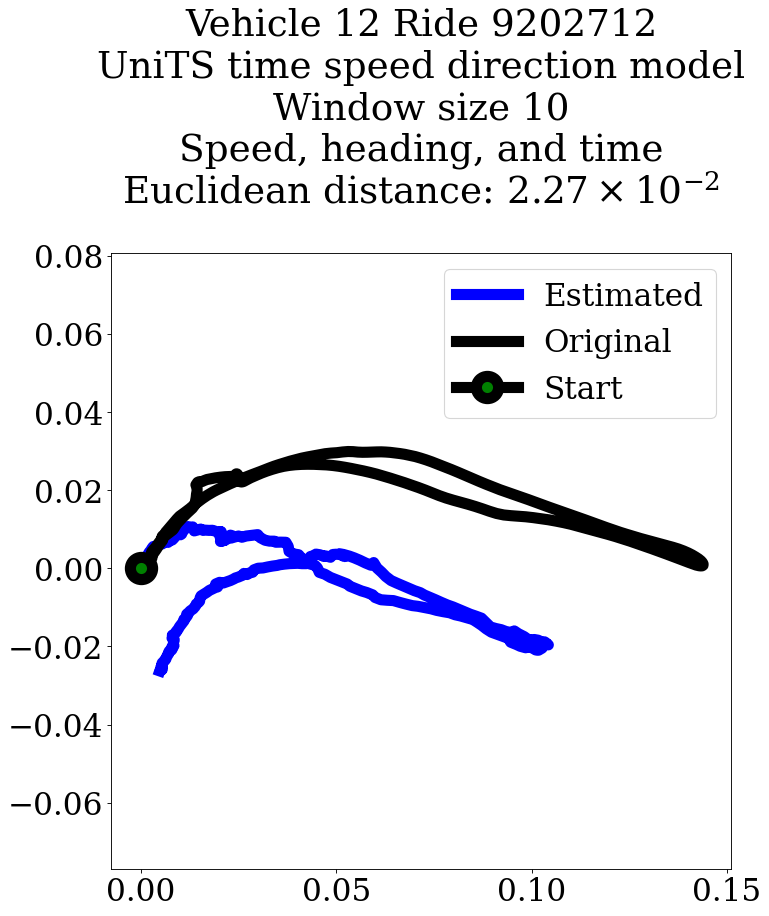 Vehicle 12 Ride 9202712
UniTS time speed direction model
Window size 10
Speed, heading, and time
Euclidean distance: 2.27 × 10⁻²
0.08
0.06
0.04
0.02
0.00
−0.02
−0.04
−0.06
Estimated
Original
Start
0.00 0.05 0.10 0.15